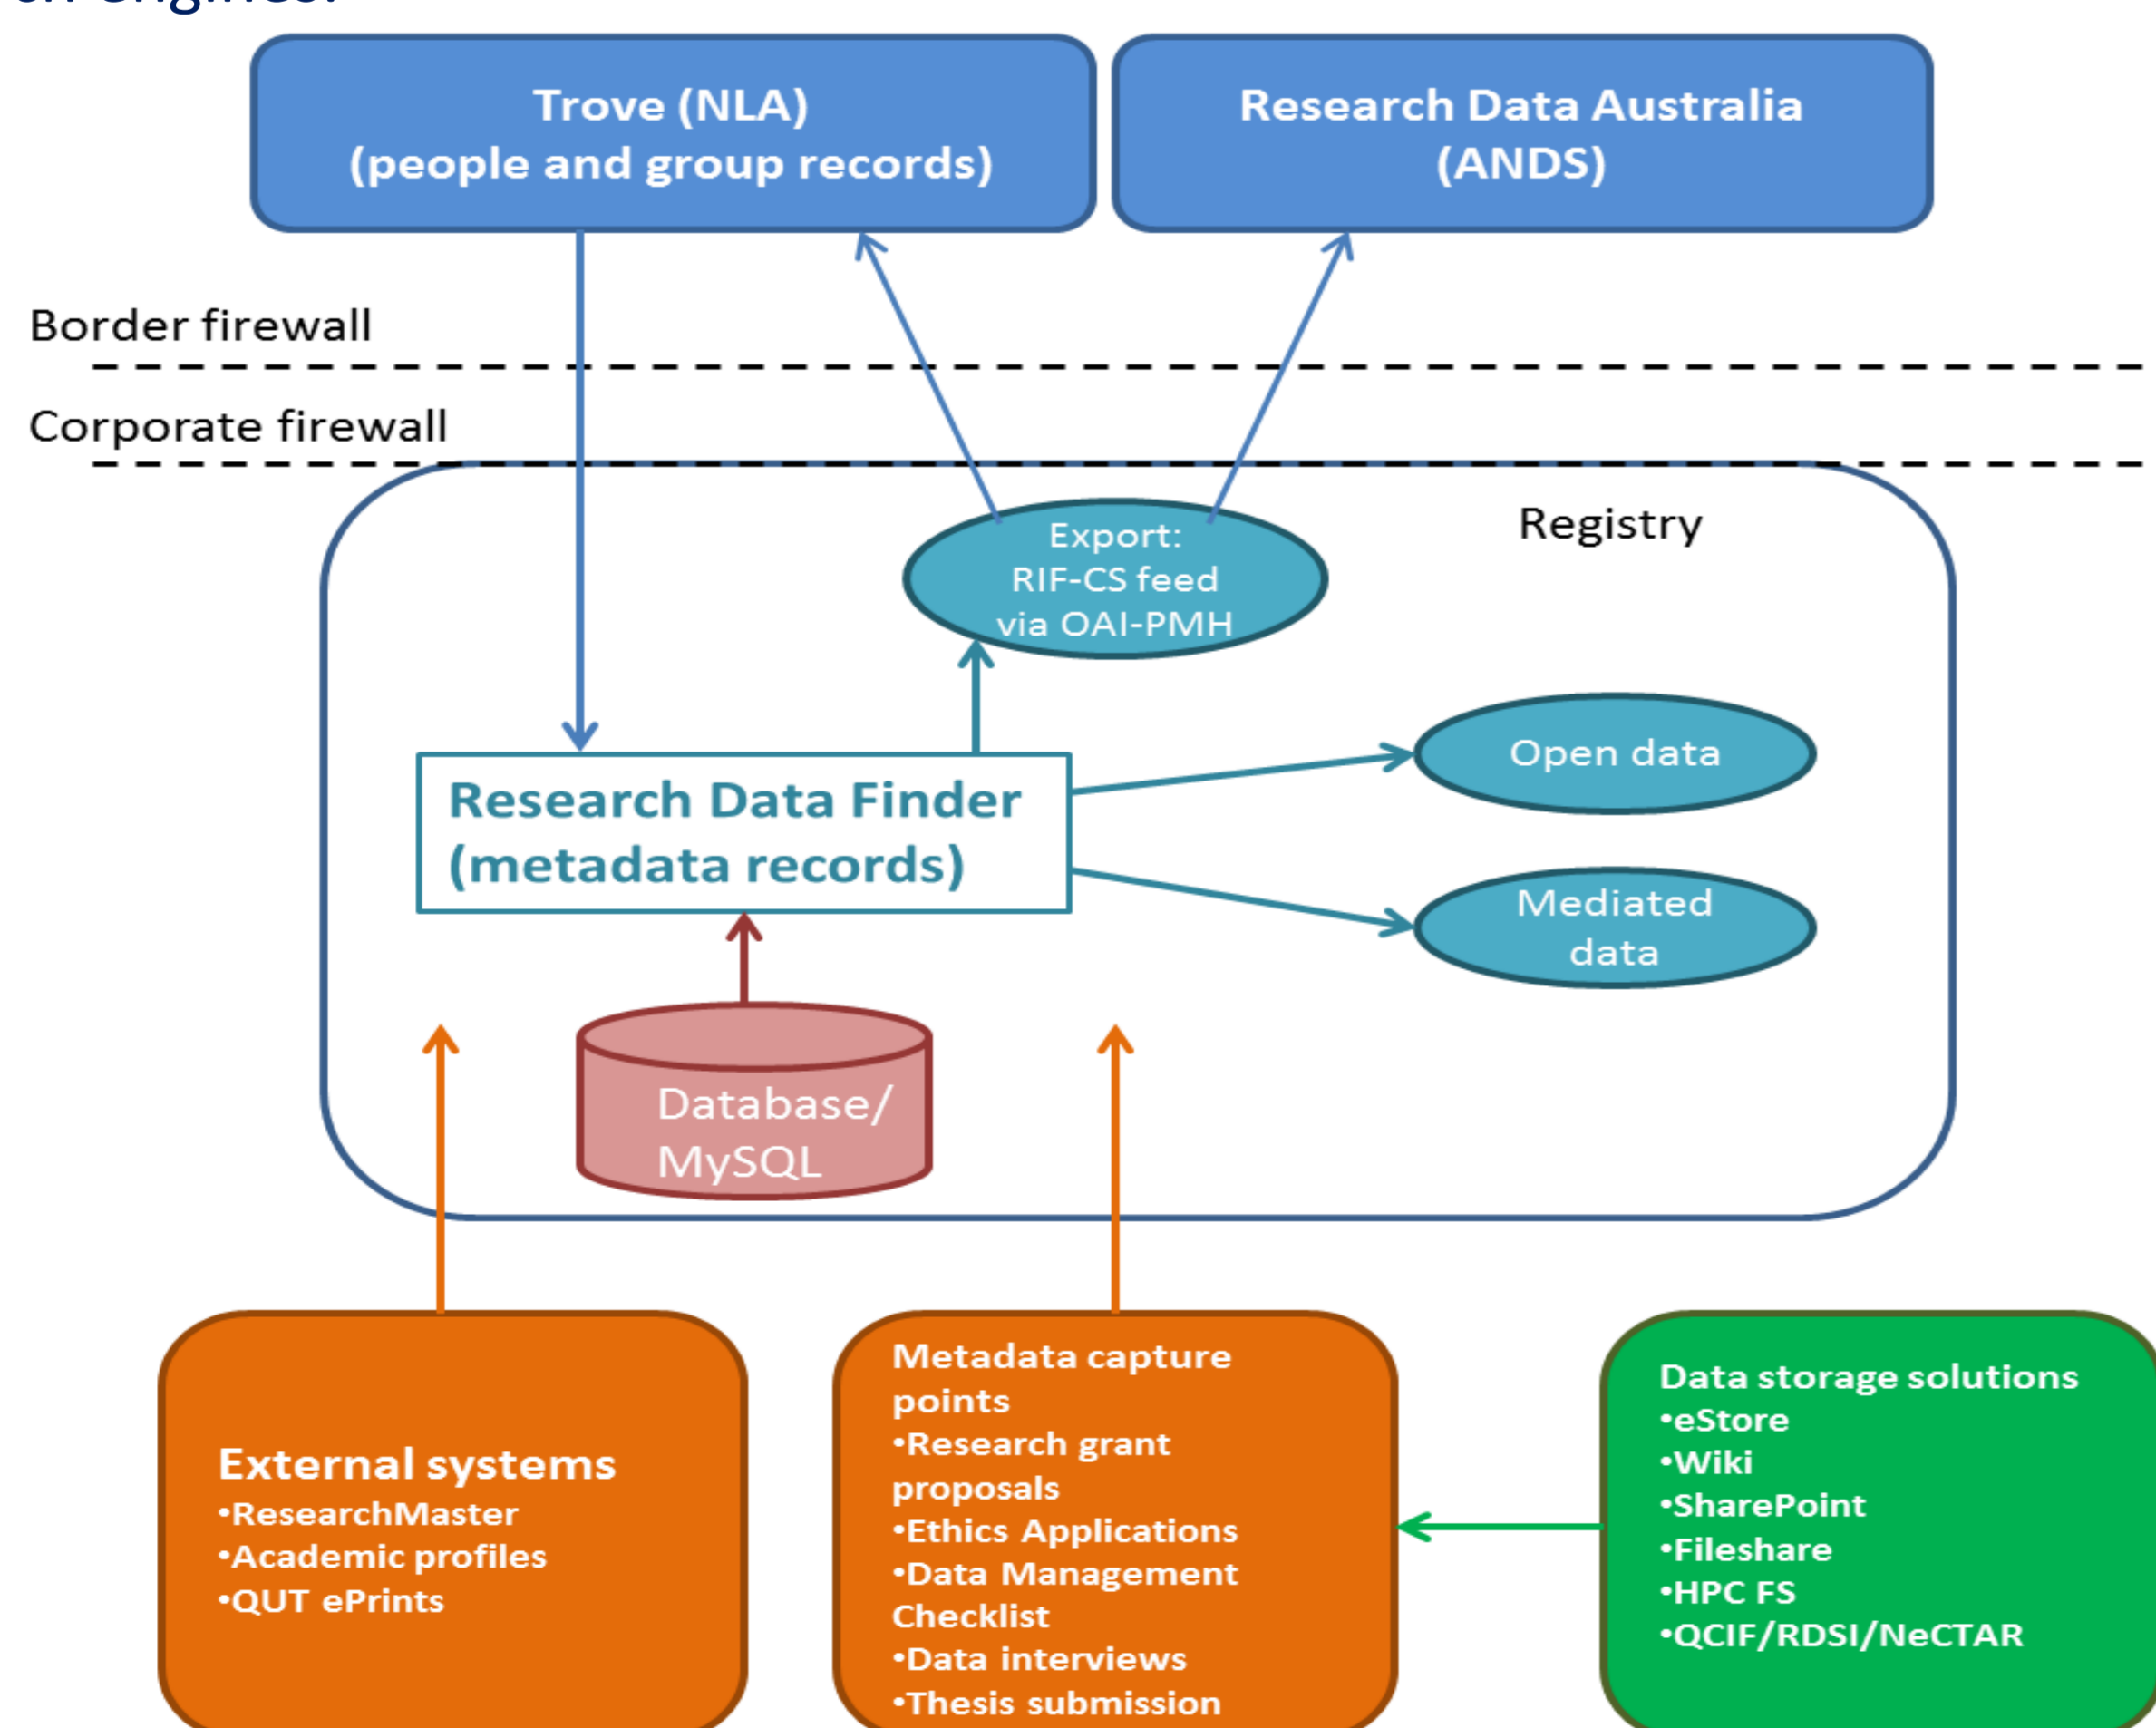 engines.
Trove (NLA)
(people and group records)
Research Data Australia
(ANDS)
Border firewall
Corporate firewall
Registry
Export:
RIF-CS feed
via OAI-PMH
Open data
Research Data Finder
(metadata records)
Mediated
data
Database/
MySQL
External systems
•ResearchMaster
•Academic profiles
•QUT ePrints
Metadata capture
points
•Research grant
proposals
•Ethics Applications
•Data Management
Checklist
•Data interviews
•Thesis submission
Data storage solutions
•eStore
•Wiki
•SharePoint
•Fileshare
•HPC FS
•QCIF/RDSI/NeCTAR